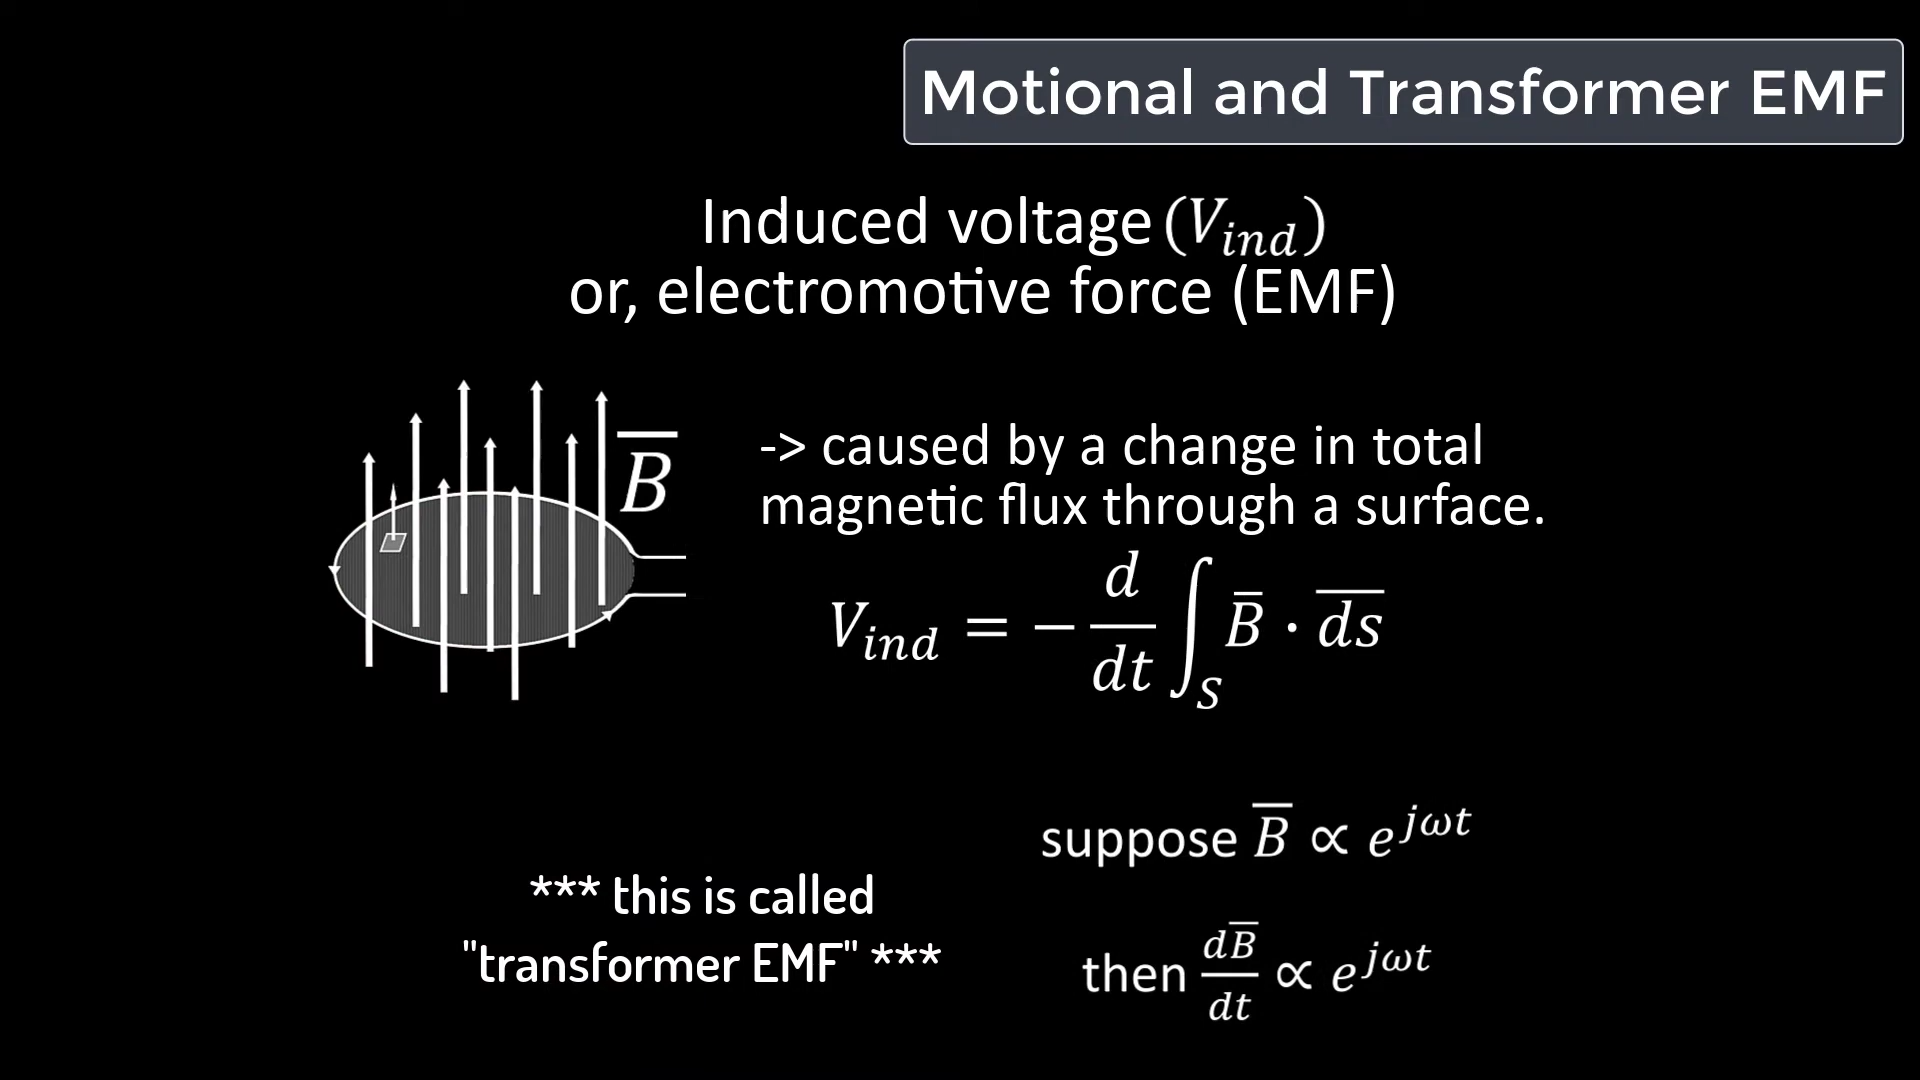 Motional and Transformer EMF
Induced voltage (V_ind)
or, electromotive force (EMF)
B̅
-> caused by a change in total
magnetic flux through a surface.
V_ind = − d/dt ∫_S B̅ · d̅s̅
suppose B̅ ∝ e^{jωt}
*** this is called
"transformer EMF" ***
then dB̅/dt ∝ e^{jωt}